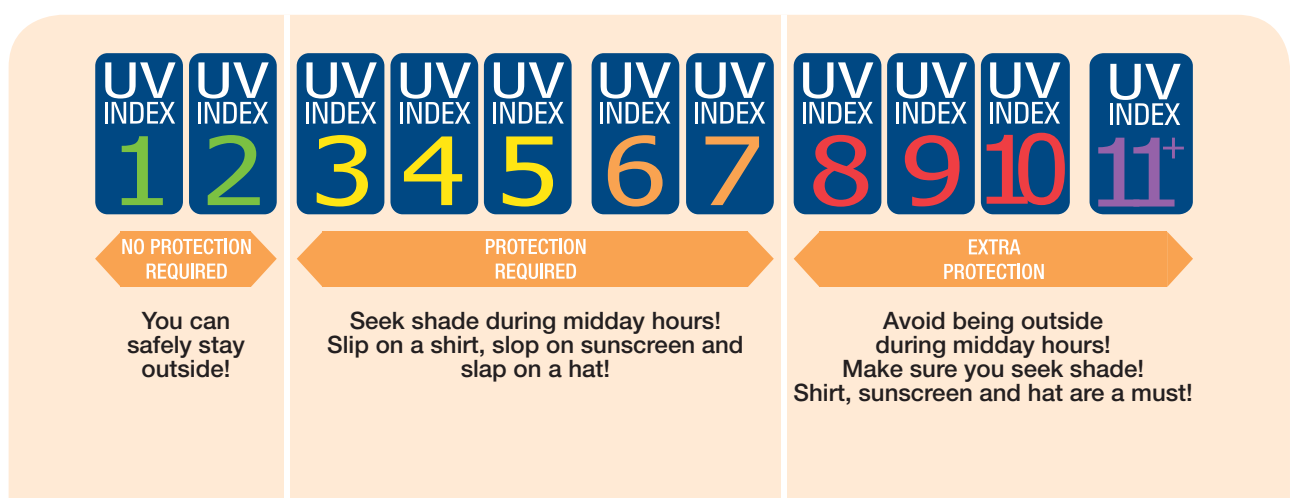 UV
INDEX
1
UV
INDEX
2
UV
INDEX
3
UV
INDEX
4
UV
INDEX
5
UV
INDEX
6
UV
INDEX
7
UV
INDEX
8
UV
INDEX
9
UV
INDEX
10
UV
INDEX
11+
NO PROTECTION
REQUIRED
You can
safely stay
outside!
PROTECTION
REQUIRED
Seek shade during midday hours!
Slip on a shirt, slop on sunscreen and
slap on a hat!
EXTRA
PROTECTION
Avoid being outside
during midday hours!
Make sure you seek shade!
Shirt, sunscreen and hat are a must!